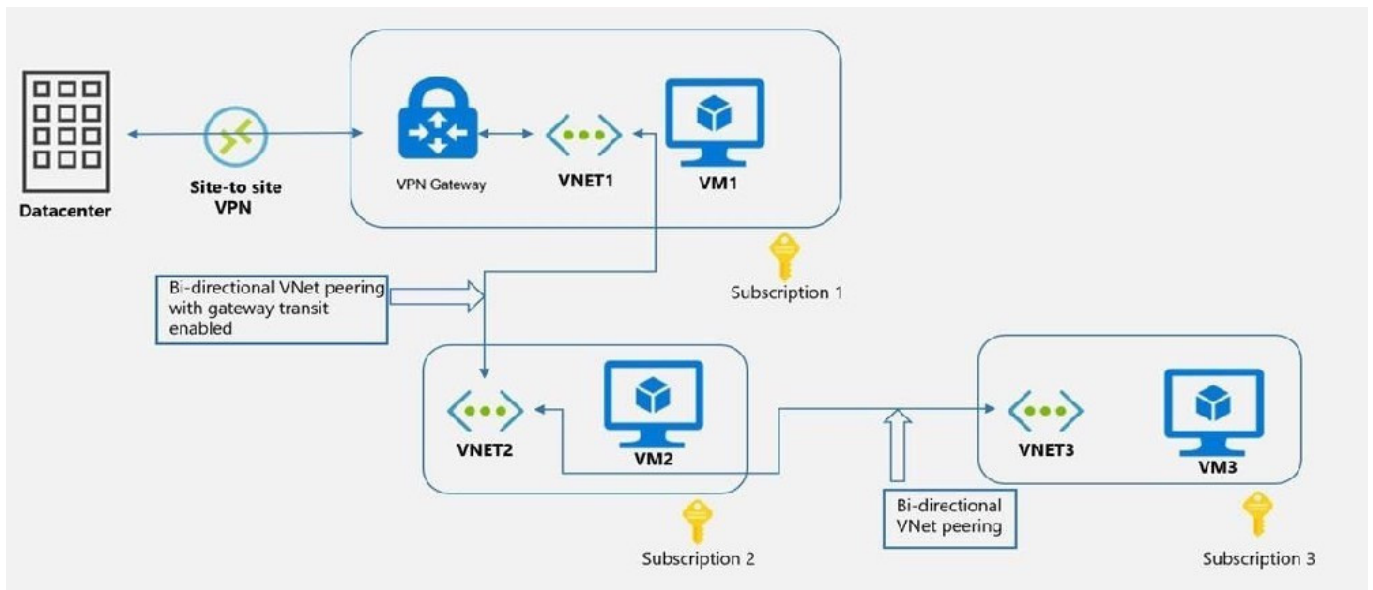 Datacenter
Site-to site
VPN
VPN Gateway
VNET1
VM1
Subscription 1
Bi-directional VNet peering
with gateway transit
enabled
VNET2
VM2
Subscription 2
Bi-directional
VNet peering
VNET3
VM3
Subscription 3